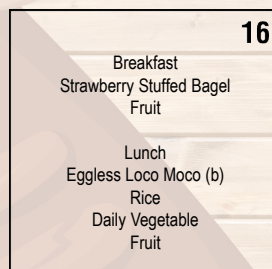 16
Breakfast
Strawberry Stuffed Bagel
Fruit
Lunch
Eggless Loco Moco (b)
Rice
Daily Vegetable
Fruit